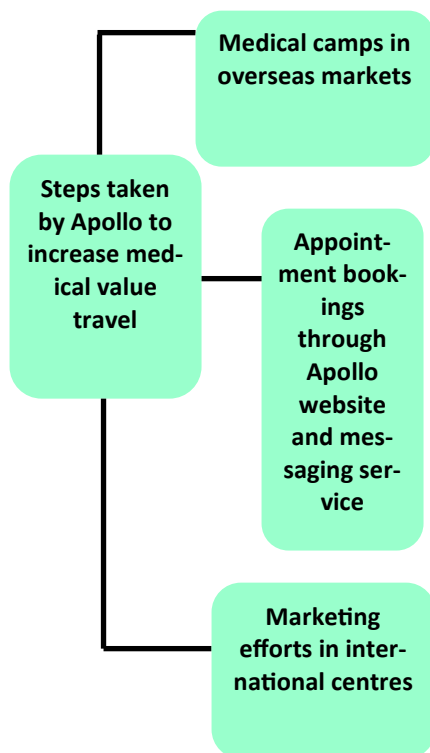 Medical camps in
overseas markets
Steps taken
by Apollo to
increase med-
ical value
travel
Appoint-
ment book-
ings
through
Apollo
website
and mes-
saging ser-
vice
Marketing
efforts in inter-
national centres